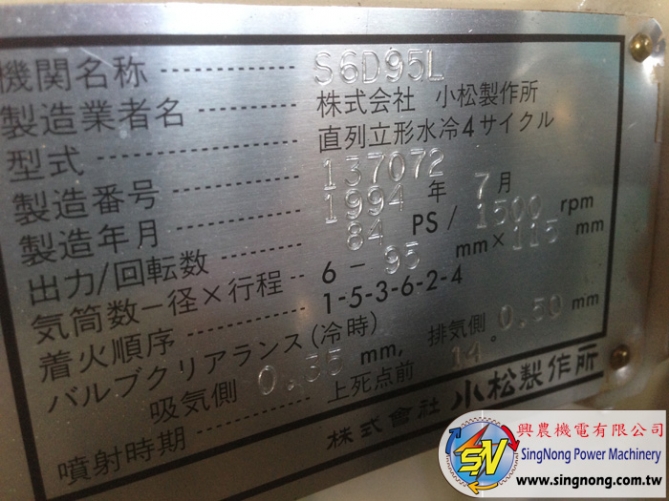 機関名称 ············ S6D95L
製造業者名 ········· 株式会社 小松製作所
型式 ··················· 直列立形水冷4サイクル
製造番号 ············ 137072
製造年月 ············ 1994 年 7 月
出力/回転数 ········ 84 PS/ 1500 rpm
気筒数−径×行程 ·· 6 − 95 mm × 115 mm
着火順序 ············ 1-5-3-6-2-4
バルブクリアランス(冷時)
吸気側 0.35 mm, 排気側 0.50 mm
噴射時期 ············ 上死点前 14°
株式會社 小松製作所
SN
興農機電有限公司
SingNong Power Machinery
www.singnong.com.tw